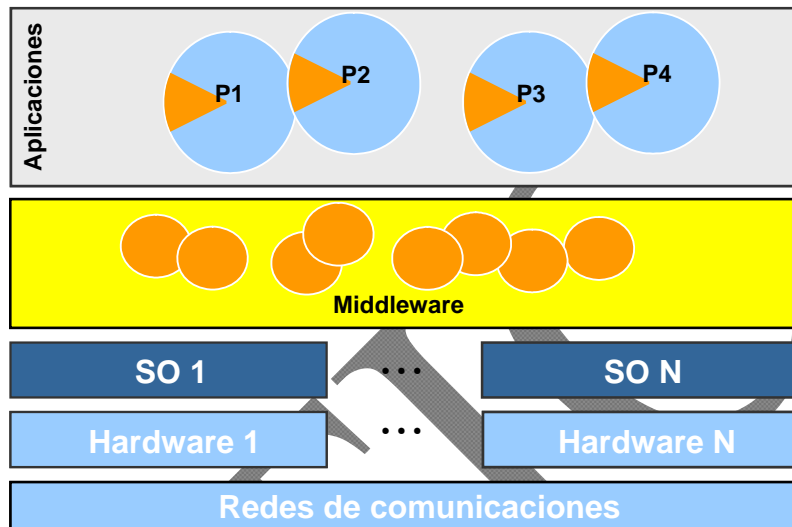 Aplicaciones
P1
P2
P3
P4
Middleware
SO 1
...
SO N
Hardware 1
...
Hardware N
Redes de comunicaciones